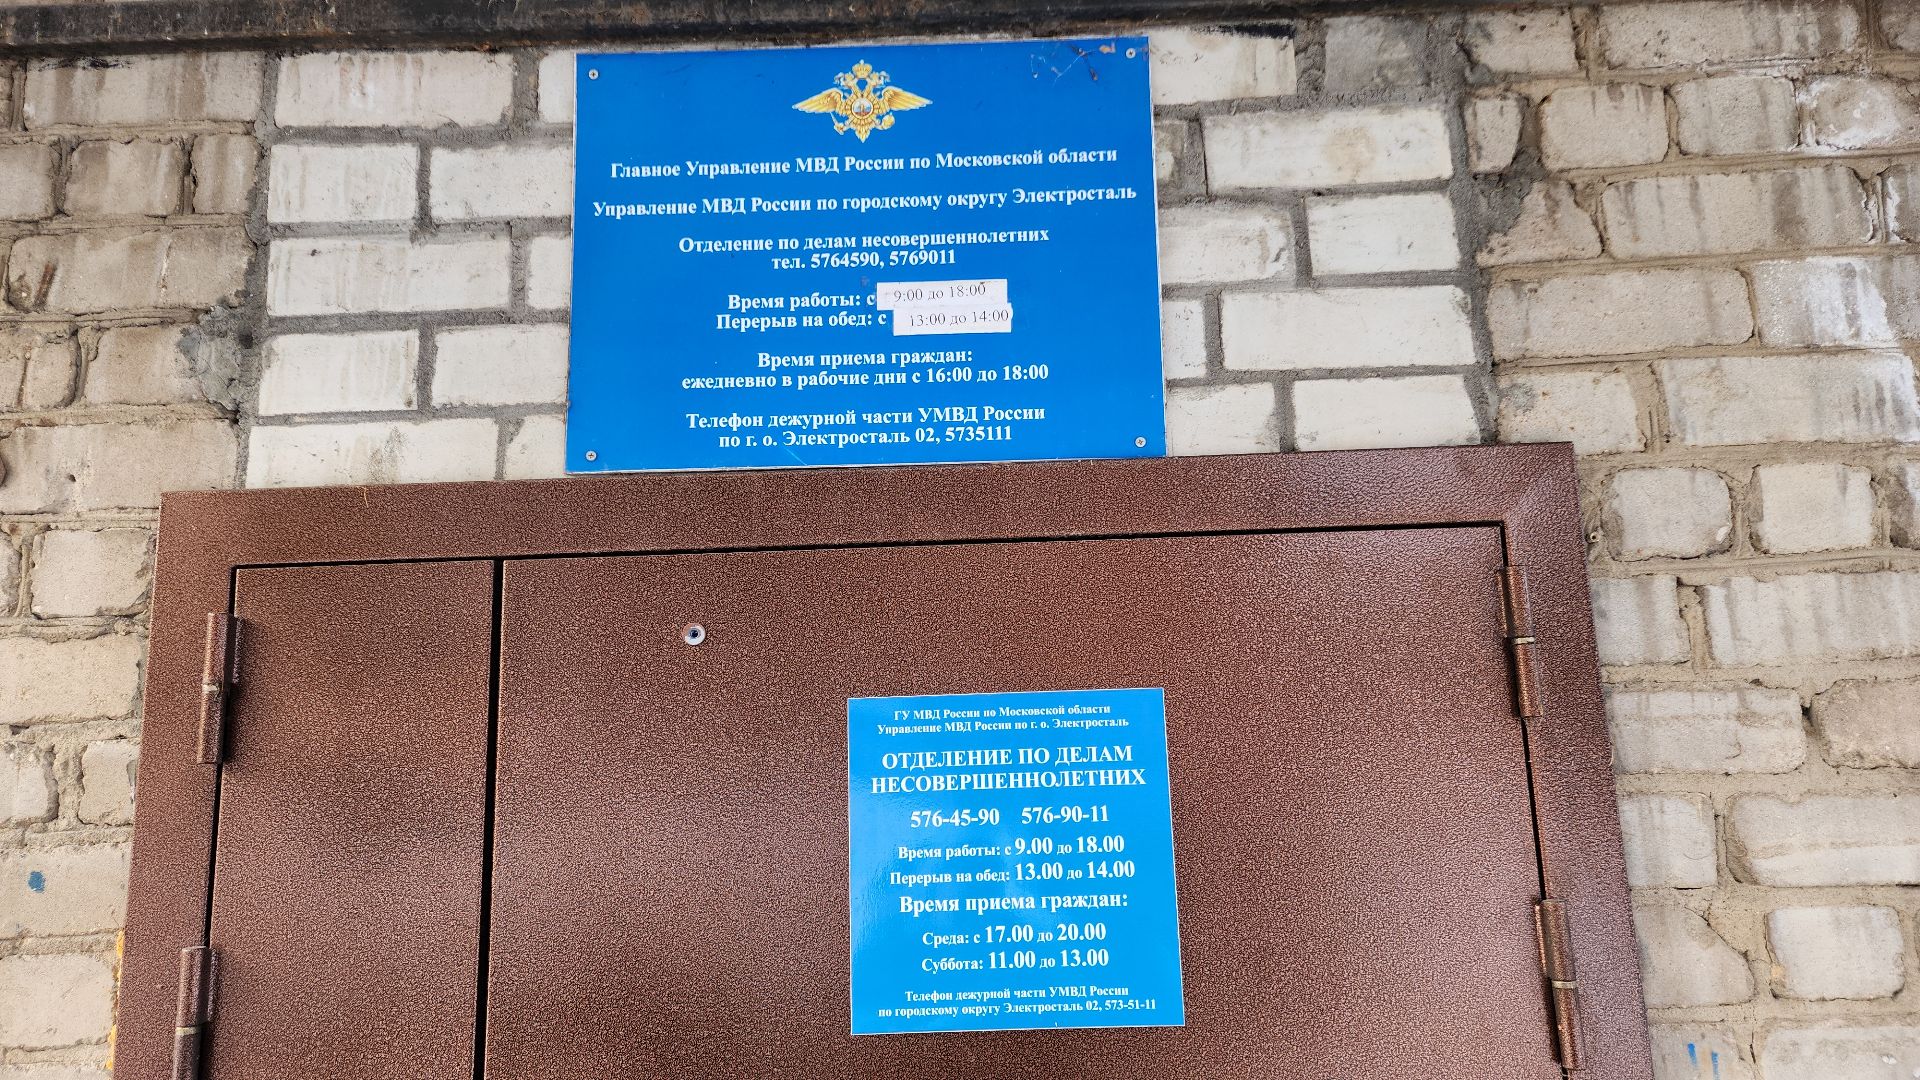 Главное Управление МВД России по Московской области
Управление МВД России по городскому округу Электросталь
Отделение по делам несовершеннолетних
тел. 5764590, 5769011
Время работы: с 9:00 до 18:00
Перерыв на обед: с 13:00 до 14:00
Время приема граждан:
ежедневно в рабочие дни с 16:00 до 18:00
Телефон дежурной части УМВД России
по г. о. Электросталь 02, 5735111
ГУ МВД России по Московской области
Управление МВД России по г. о. Электросталь
ОТДЕЛЕНИЕ ПО ДЕЛАМ
НЕСОВЕРШЕННОЛЕТНИХ
576-45-90 576-90-11
Время работы: с 9.00 до 18.00
Перерыв на обед: 13.00 до 14.00
Время приема граждан:
Среда: с 17.00 до 20.00
Суббота: 11.00 до 13.00
Телефон дежурной части УМВД России
по городскому округу Электросталь 02, 573-51-11